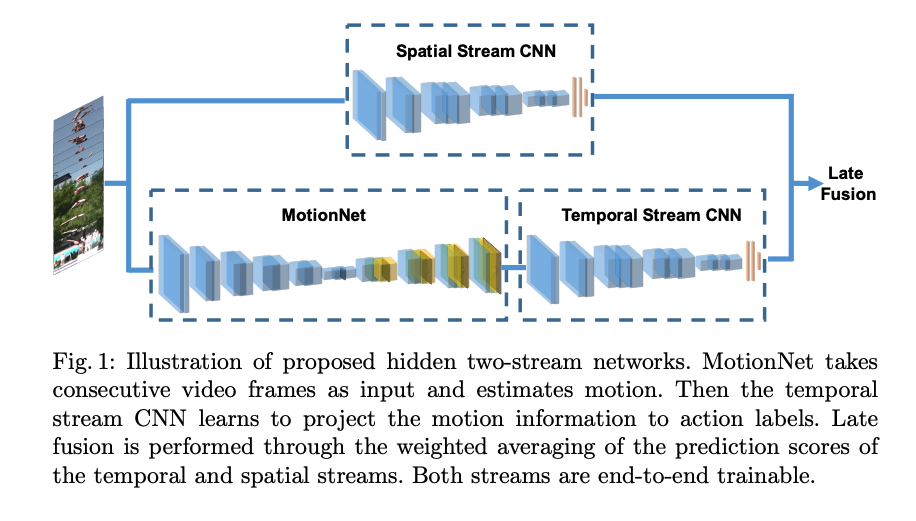 Spatial Stream CNN
MotionNet
Temporal Stream CNN
Late
Fusion
Fig. 1: Illustration of proposed hidden two-stream networks. MotionNet takes
consecutive video frames as input and estimates motion. Then the temporal
stream CNN learns to project the motion information to action labels. Late
fusion is performed through the weighted averaging of the prediction scores of
the temporal and spatial streams. Both streams are end-to-end trainable.